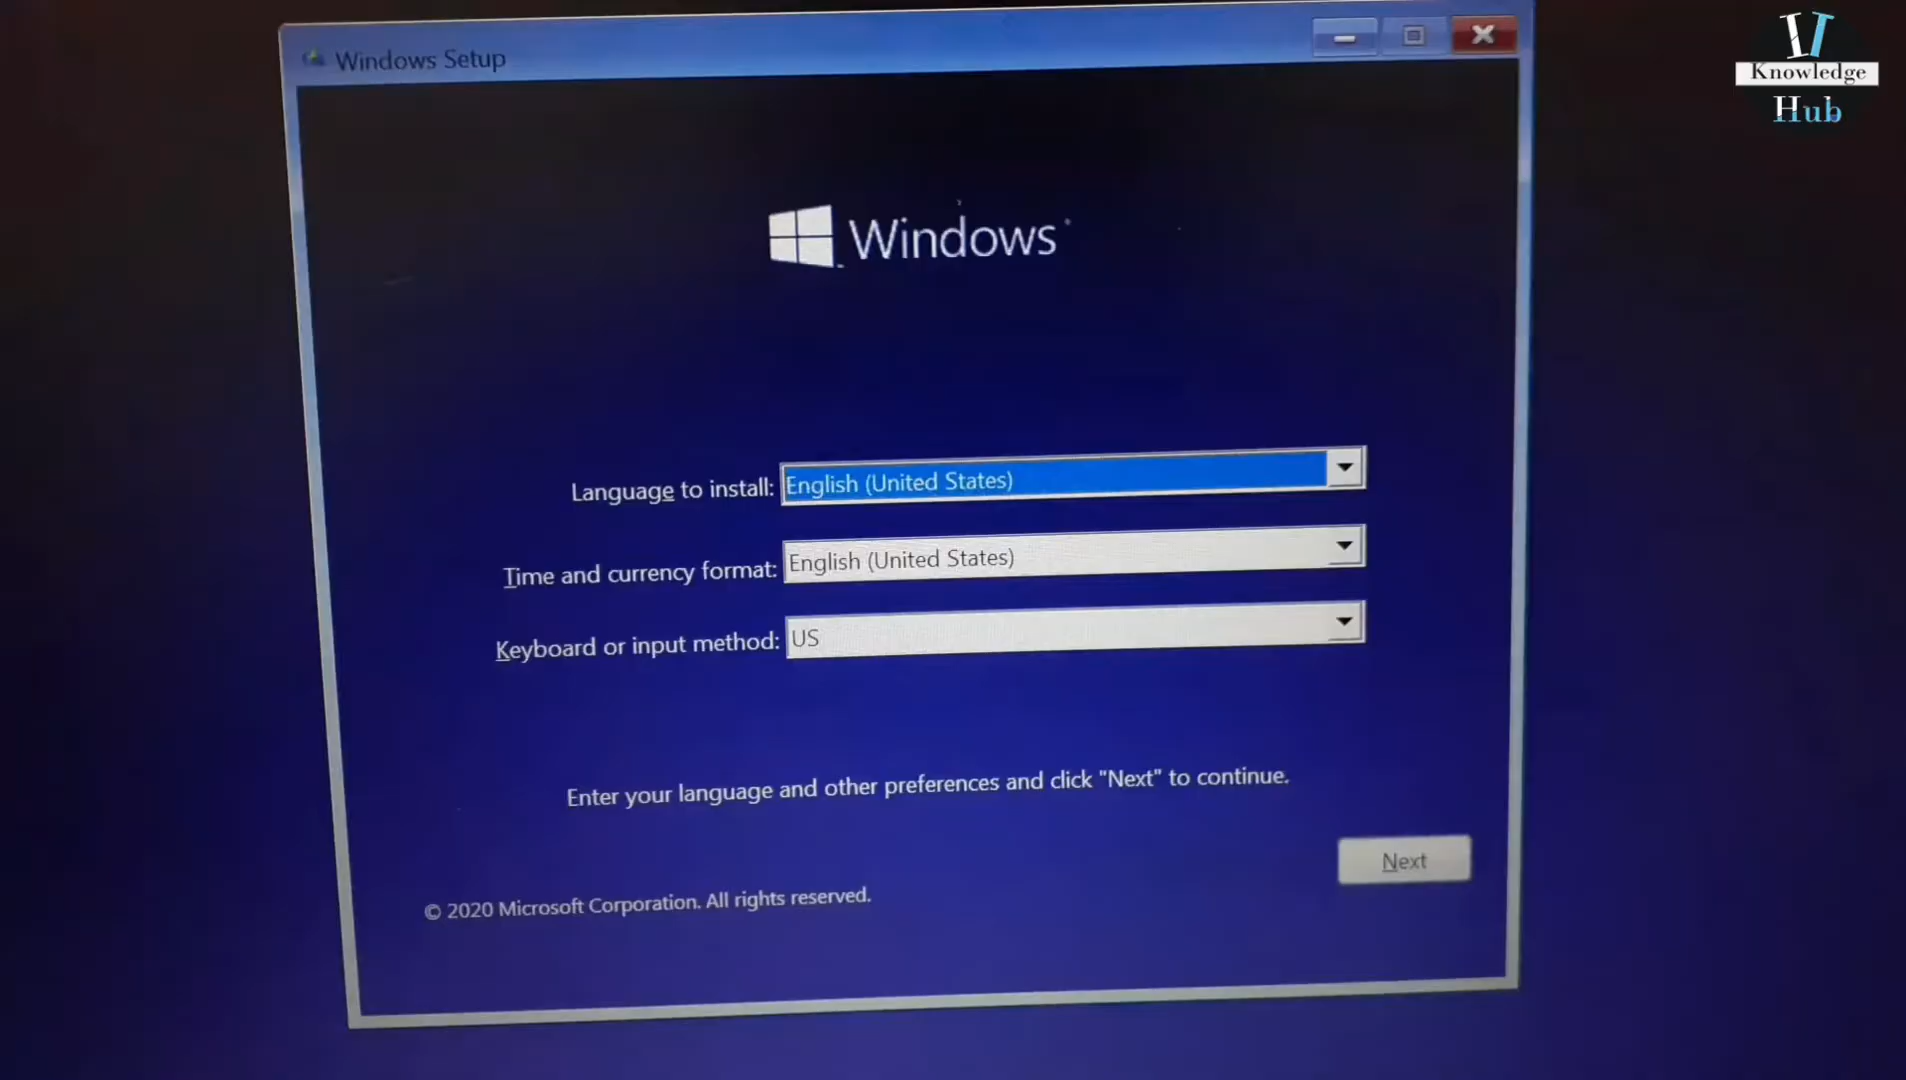 Windows Setup
IT
Knowledge
Hub
Windows
Language to install: English (United States)
Time and currency format: English (United States)
Keyboard or input method: US
Enter your language and other preferences and click "Next" to continue.
Next
© 2020 Microsoft Corporation. All rights reserved.